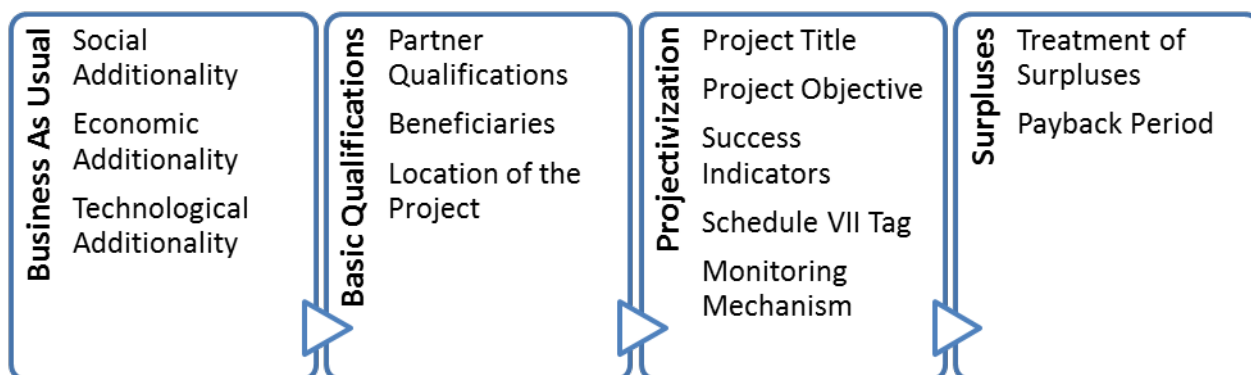 Business As Usual
Social
Additionality
Economic
Additionality
Technological
Additionality
Basic Qualifications
Partner
Qualifications
Beneficiaries
Location of the
Project
Projectivization
Project Title
Project Objective
Success
Indicators
Schedule VII Tag
Monitoring
Mechanism
Surpluses
Treatment of
Surpluses
Payback Period